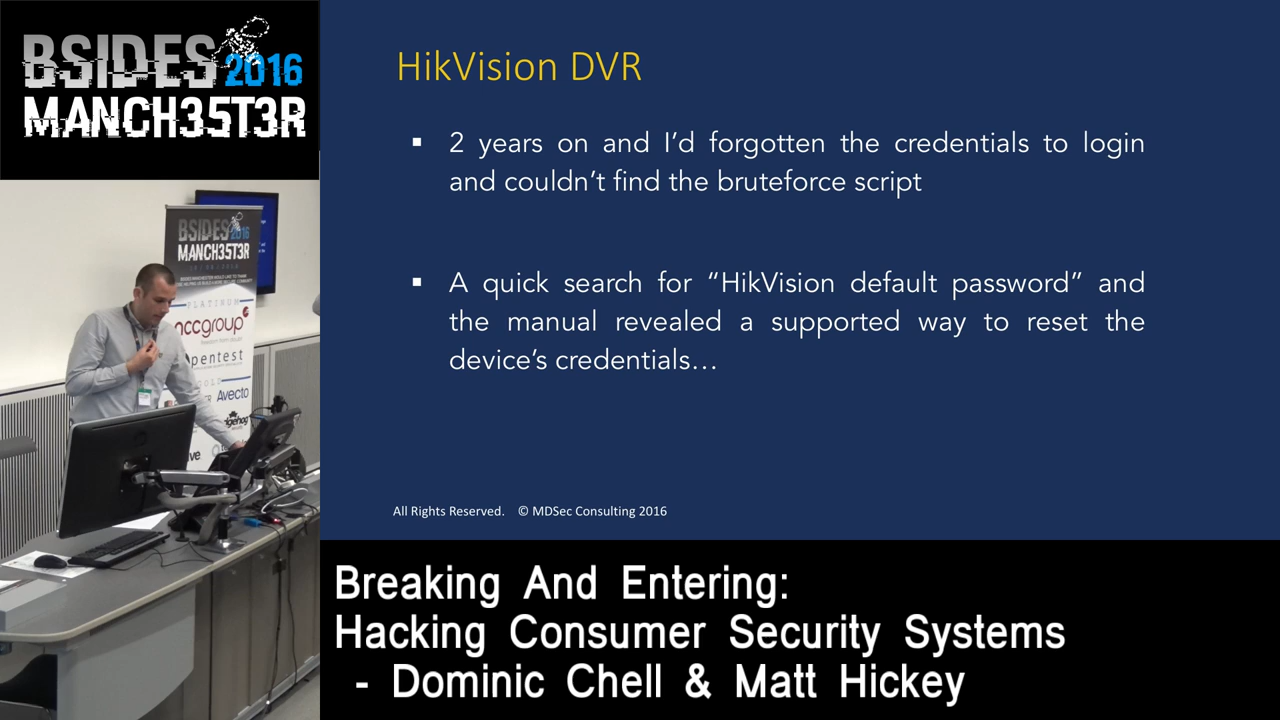 BSIDES 2016
MANCH35T3R
HikVision DVR
▪ 2 years on and I'd forgotten the credentials to login
and couldn't find the bruteforce script
▪ A quick search for “HikVision default password” and
the manual revealed a supported way to reset the
device's credentials…
All Rights Reserved. © MDSec Consulting 2016
BSIDES 2016
MANCH35T3R
PLATINUM
nccgroup
pentest
GOLD
Avecto
Breaking And Entering:
Hacking Consumer Security Systems
- Dominic Chell & Matt Hickey